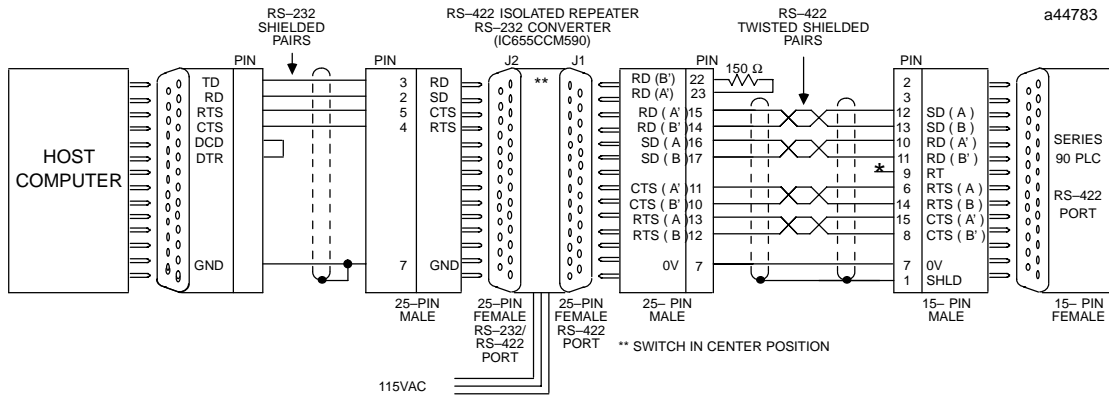 a44783
RS–232
SHIELDED
PAIRS
RS–422 ISOLATED REPEATER
RS–232 CONVERTER
(IC655CCM590)
RS–422
TWISTED SHIELDED
PAIRS
HOST
COMPUTER
PIN
TD
RD
RTS
CTS
DCD
DTR
GND
PIN
3 RD
2 SD
5 CTS
4 RTS
7 GND
25–PIN
MALE
J2 ** J1
25–PIN
FEMALE
RS–232/
RS–422
PORT
25–PIN
FEMALE
RS–422
PORT
115VAC
PIN
RD (B') 22
RD (A') 23
150 Ω
RD ( A' ) 15
RD ( B' ) 14
SD ( A ) 16
SD ( B ) 17
CTS ( A' ) 11
CTS ( B' ) 10
RTS ( A ) 13
RTS ( B ) 12
0V 7
25– PIN
MALE
** SWITCH IN CENTER POSITION
PIN
2
3
12 SD ( A )
13 SD ( B )
10 RD ( A' )
11 RD ( B' )
* 9 RT
6 RTS ( A )
14 RTS ( B )
15 CTS ( A' )
8 CTS ( B' )
7 0V
1 SHLD
15– PIN
MALE
SERIES
90 PLC
RS–422
PORT
15– PIN
FEMALE